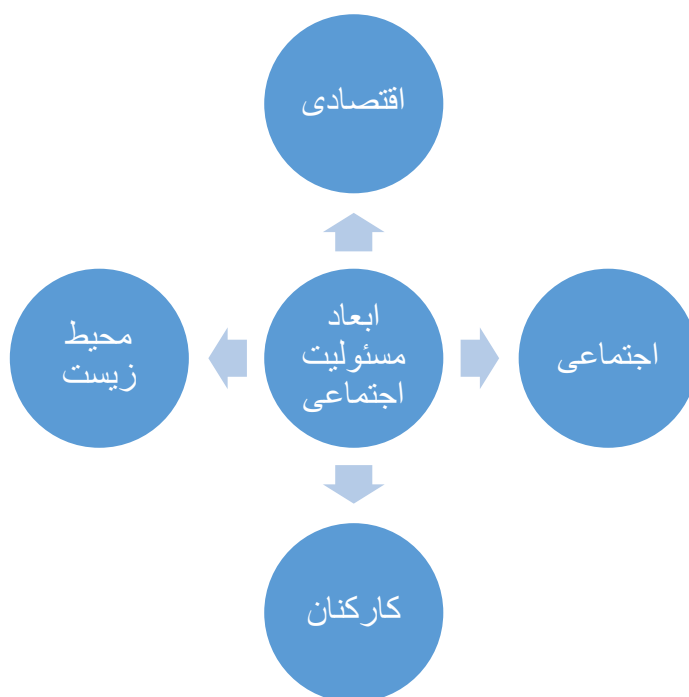 اقتصادی
ابعاد
مسئولیت
اجتماعی
اجتماعی
محیط
زیست
کارکنان